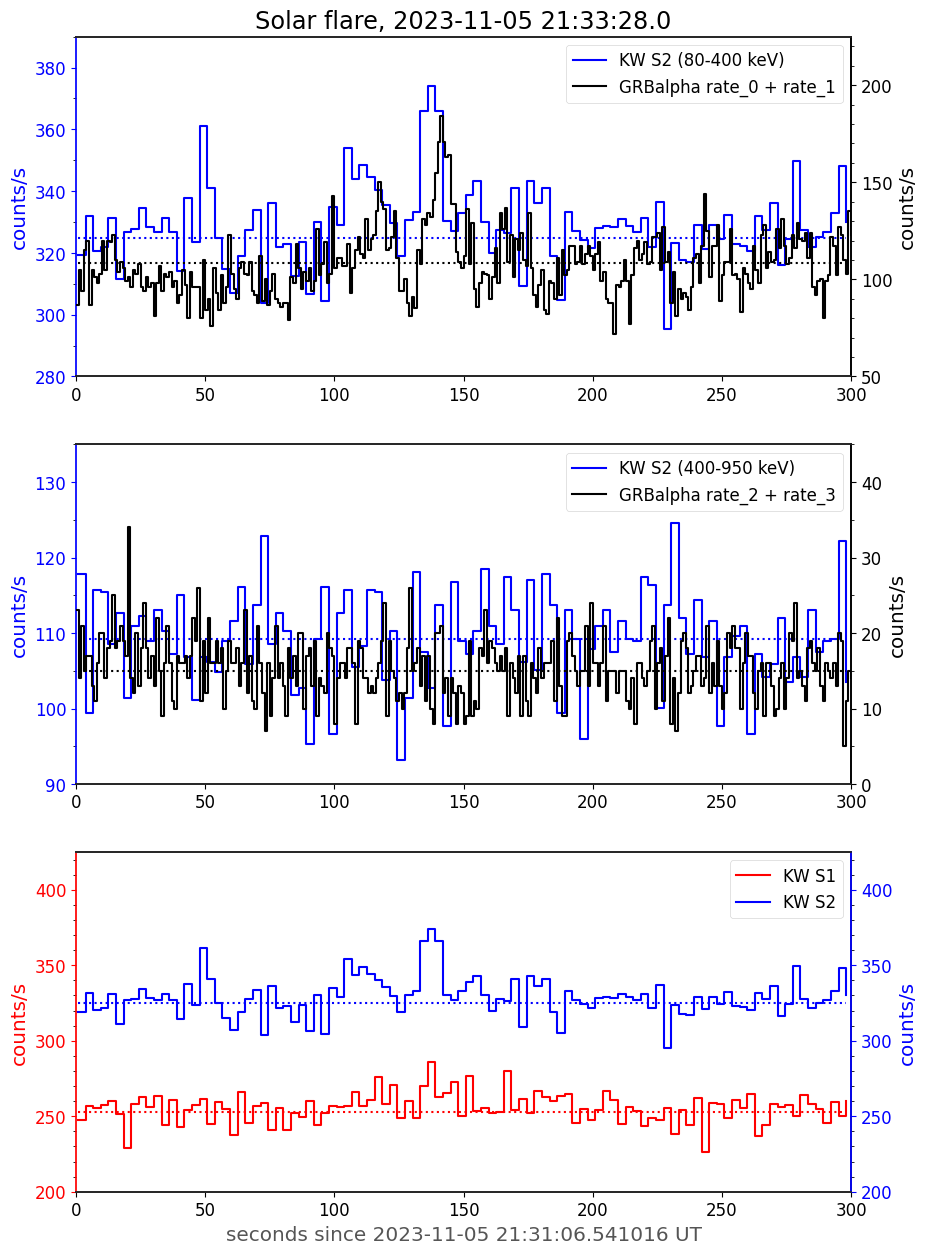 Solar flare, 2023-11-05 21:33:28.0
KW S2 (80-400 keV)
GRBalpha rate_0 + rate_1
counts/s
380
360
340
320
300
280
counts/s
200
150
100
50
0 50 100 150 200 250 300
KW S2 (400-950 keV)
GRBalpha rate_2 + rate_3
counts/s
130
120
110
100
90
counts/s
40
30
20
10
0
0 50 100 150 200 250 300
KW S1
KW S2
counts/s
400
350
300
250
200
counts/s
400
350
300
250
200
0 50 100 150 200 250 300
seconds since 2023-11-05 21:31:06.541016 UT